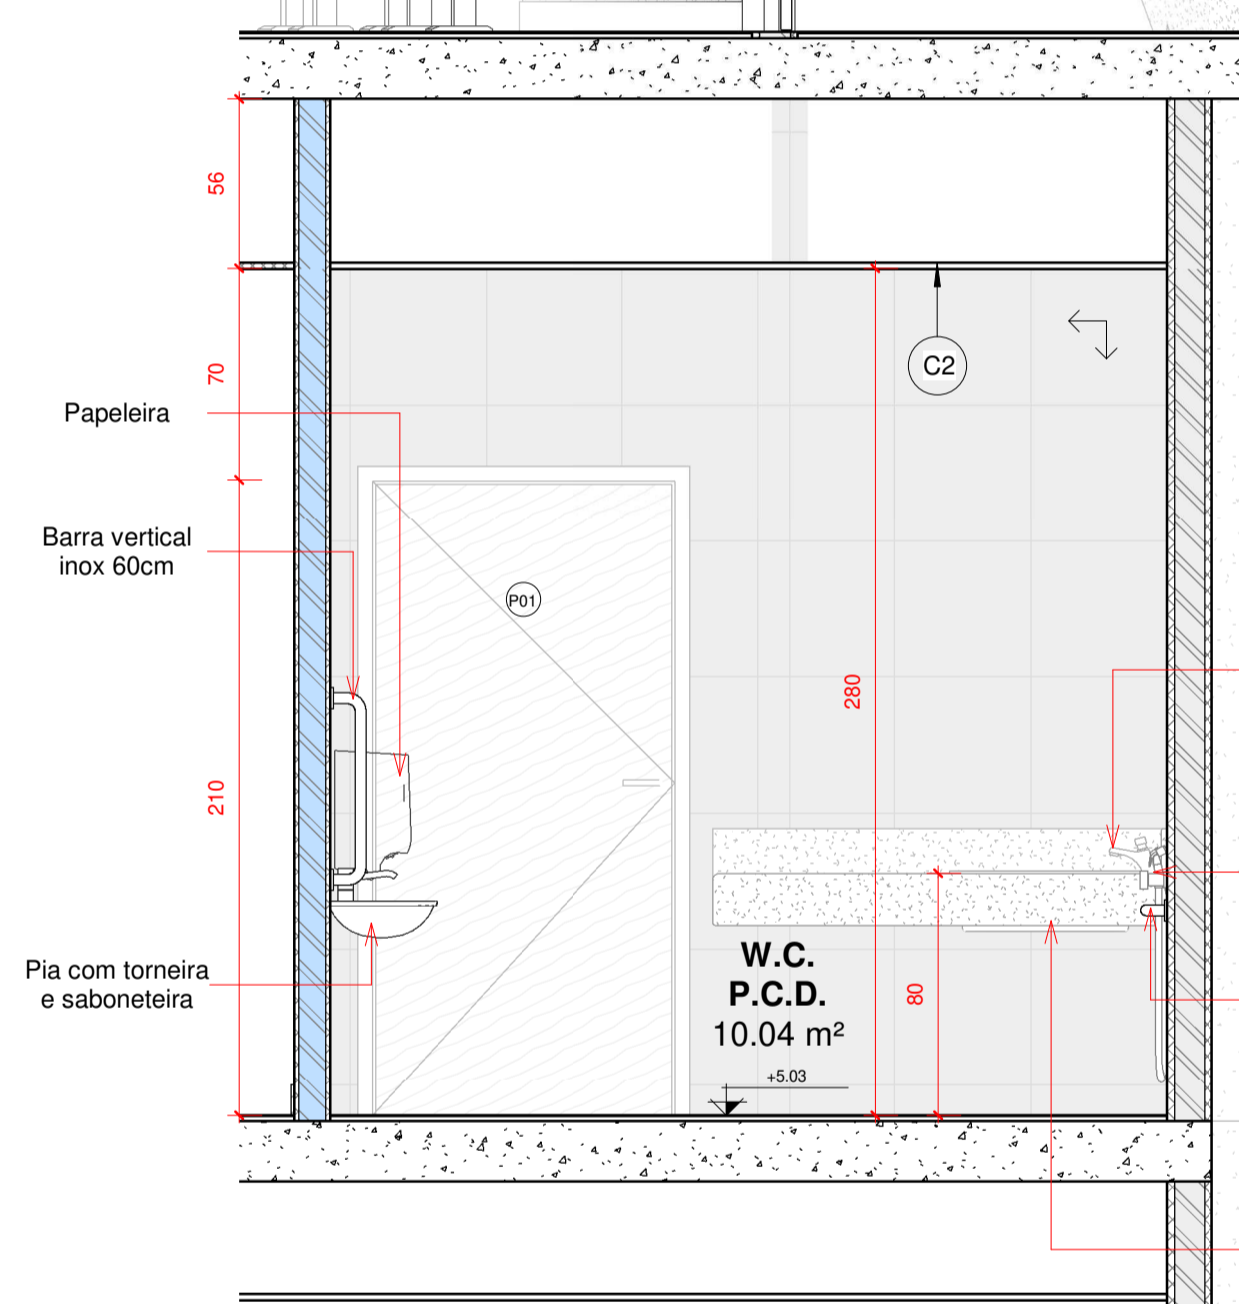 56
70
C2
Papeleira
Barra vertical
inox 60cm
P01
280
210
Pia com torneira
e saboneteira
W.C.
P.C.D.
10.04 m²
80
+5.03